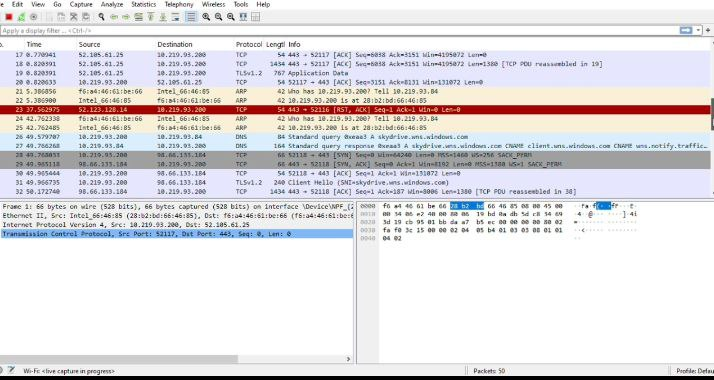 Edit View Go Capture Analyze Statistics Telephony Wireless Tools Help
Apply a display filter ... <Ctrl-/>
Time Source Destination Protocol Length Info
17 0.770941 52.105.61.25 10.219.93.200 TCP 54 443 → 52117 [ACK] Seq=6038 Ack=3151 Win=4195072 Len=0
18 0.820391 52.105.61.25 10.219.93.200 TCP 1434 443 → 52117 [ACK] Seq=6038 Ack=3151 Win=4195072 Len=1380 [TCP PDU reassembled in 19]
19 0.820391 52.105.61.25 10.219.93.200 TLSv1.2 767 Application Data
20 0.820633 10.219.93.200 52.105.61.25 TCP 54 52117 → 443 [ACK] Seq=3151 Ack=8131 Win=131072 Len=0
21 5.386856 f6:a4:46:61:be:66 Intel_66:46:85 ARP 42 Who has 10.219.93.200? Tell 10.219.93.84
22 5.386900 Intel_66:46:85 f6:a4:46:61:be:66 ARP 42 10.219.93.200 is at 28:b2:bd:66:46:85
23 37.562975 52.123.128.14 10.219.93.200 TCP 54 443 → 52116 [RST, ACK] Seq=1 Ack=1 Win=0 Len=0
24 42.762338 f6:a4:46:61:be:66 Intel_66:46:85 ARP 42 Who has 10.219.93.200? Tell 10.219.93.84
25 42.762485 Intel_66:46:85 f6:a4:46:61:be:66 ARP 42 10.219.93.200 is at 28:b2:bd:66:46:85
26 49.579707 10.219.93.200 10.219.93.84 DNS 84 Standard query 0xeaa3 A skydrive.wns.windows.com
27 49.766268 10.219.93.84 10.219.93.200 DNS 164 Standard query response 0xeaa3 A skydrive.wns.windows.com CNAME client.wns.windows.com CNAME wns.notify.traffic…
28 49.768033 10.219.93.200 98.66.133.184 TCP 66 52118 → 443 [SYN] Seq=0 Win=64240 Len=0 MSS=1460 WS=256 SACK_PERM
29 49.965118 98.66.133.184 10.219.93.200 TCP 66 443 → 52118 [SYN, ACK] Seq=0 Ack=1 Win=8192 Len=0 MSS=1380 WS=1 SACK_PERM
30 49.965444 10.219.93.200 98.66.133.184 TCP 54 52118 → 443 [ACK] Seq=1 Ack=1 Win=131072 Len=0
31 49.966735 10.219.93.200 98.66.133.184 TLSv1.2 240 Client Hello (SNI=skydrive.wns.windows.com)
32 50.172740 98.66.133.184 10.219.93.200 TCP 1434 443 → 52118 [ACK] Seq=1 Ack=187 Win=8006 Len=1380 [TCP PDU reassembled in 38]
Frame 1: 66 bytes on wire (528 bits), 66 bytes captured (528 bits) on interface \Device\NPF_{2
Ethernet II, Src: Intel_66:46:85 (28:b2:bd:66:46:85), Dst: f6:a4:46:61:be:66 (f6:a4:46:61:be:66)
Internet Protocol Version 4, Src: 10.219.93.200, Dst: 52.105.61.25
Transmission Control Protocol, Src Port: 52117, Dst Port: 443, Seq: 0, Len: 0
0000 f6 a4 46 61 be 66 28 b2 bd 66 46 85 08 00 45 00
0010 00 34 06 e2 40 00 80 06 19 bd 0a db 5d c8 34 69
0020 3d 19 cb 95 01 bb da a7 b5 ec 00 00 00 00 80 02
0030 fa f0 3c 15 00 00 02 04 05 b4 01 03 03 08 01 01
0040 04 02
Wi-Fi: <live capture in progress>
Packets: 50
Profile: Defau